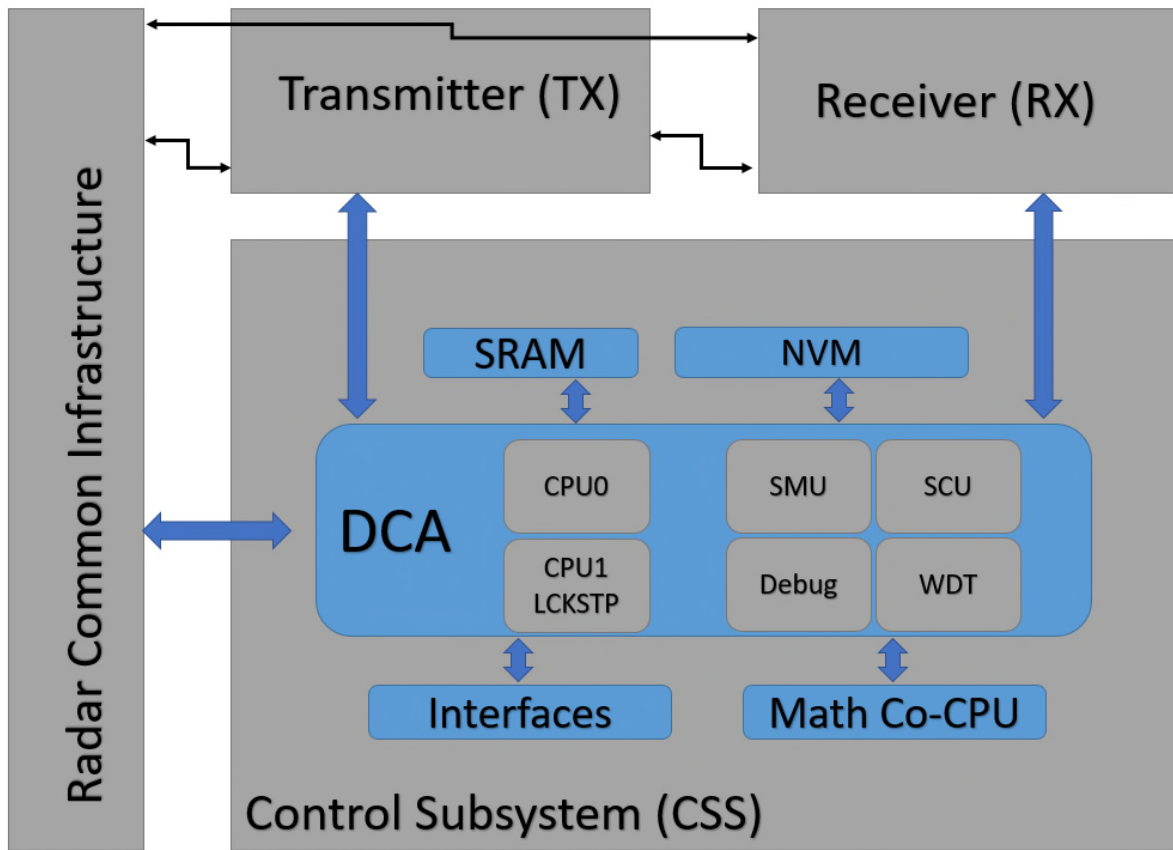 Radar Common Infrastructure
Transmitter (TX)
Receiver (RX)
SRAM
NVM
DCA
CPU0
CPU1
LCKSTP
SMU
SCU
Debug
WDT
Interfaces
Math Co-CPU
Control Subsystem (CSS)